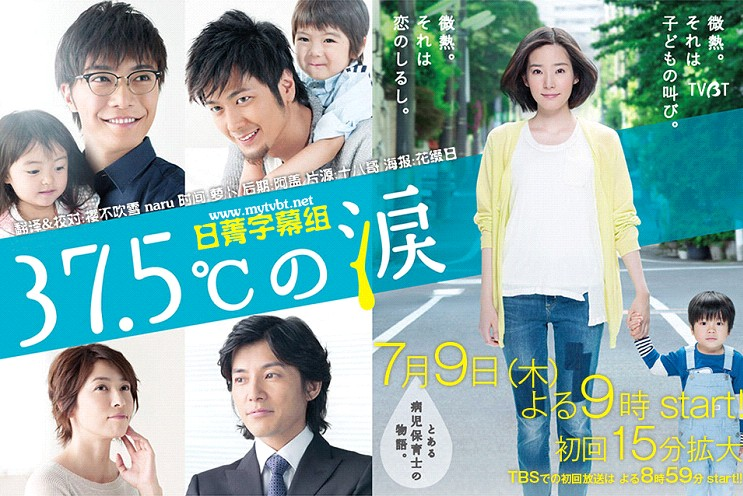 微熱。
それは
恋のしるし。
微熱。
それは
子どもの叫び。
TVBT
翻译&校对:樱不吹雪 naru 时间:萝卜 后期:阿盖 片源:十八哥 海报:花缀日
www.mytvbt.net
日菁字幕组
37.5℃の涙
7月9日(木)
よる9時 start!!
初回15分拡大
TBSでの初回放送は よる8時59分 start!!
とある
病児保育士の
物語。